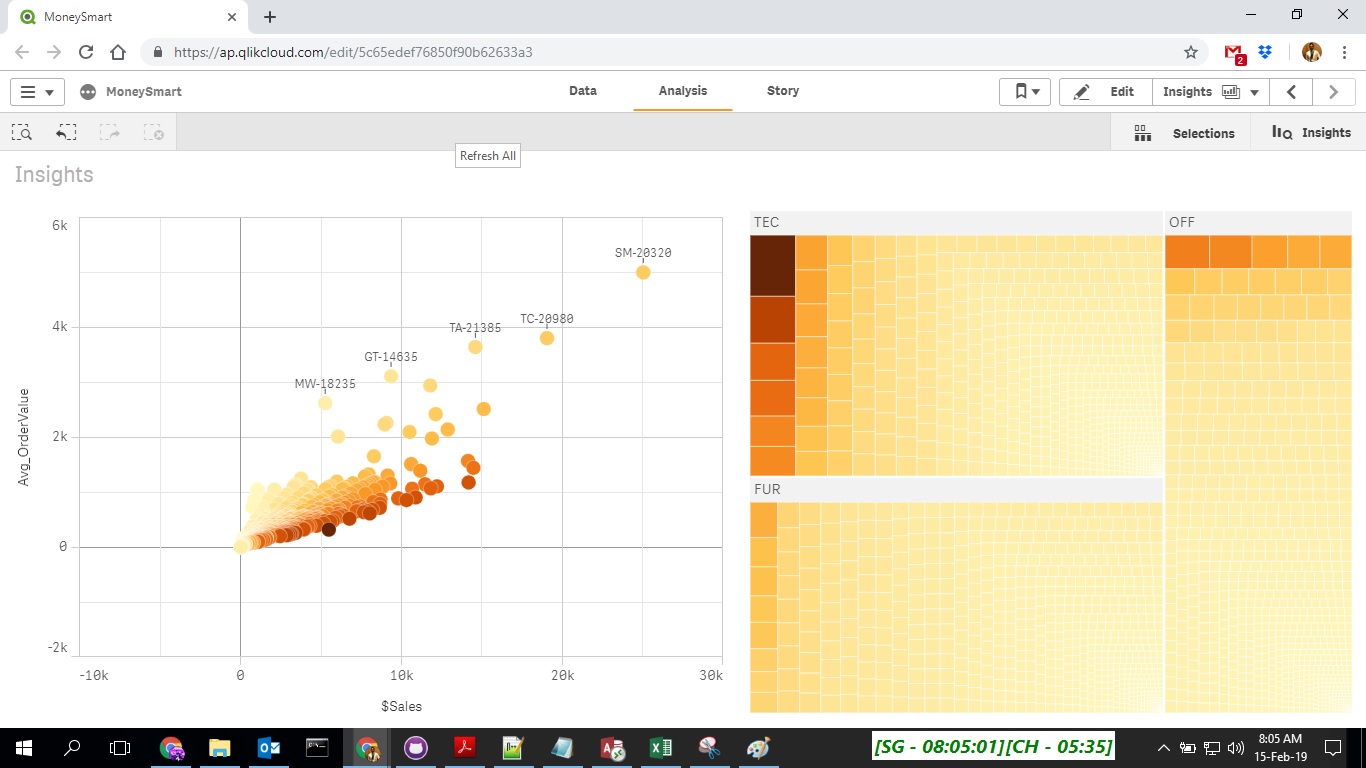 MoneySmart
https://ap.qlikcloud.com/edit/5c65edef76850f90b62633a3
2
MoneySmart
Data
Analysis
Story
Edit
Insights
Selections
Insights
Refresh All
Insights
6k
4k
2k
0
-2k
Avg_OrderValue
SM-20320
TC-20980
TA-21385
GT-14635
MW-18235
-10k
0
10k
20k
30k
$Sales
TEC
OFF
FUR
[SG - 08:05:01][CH - 05:35]
8:05 AM
15-Feb-19